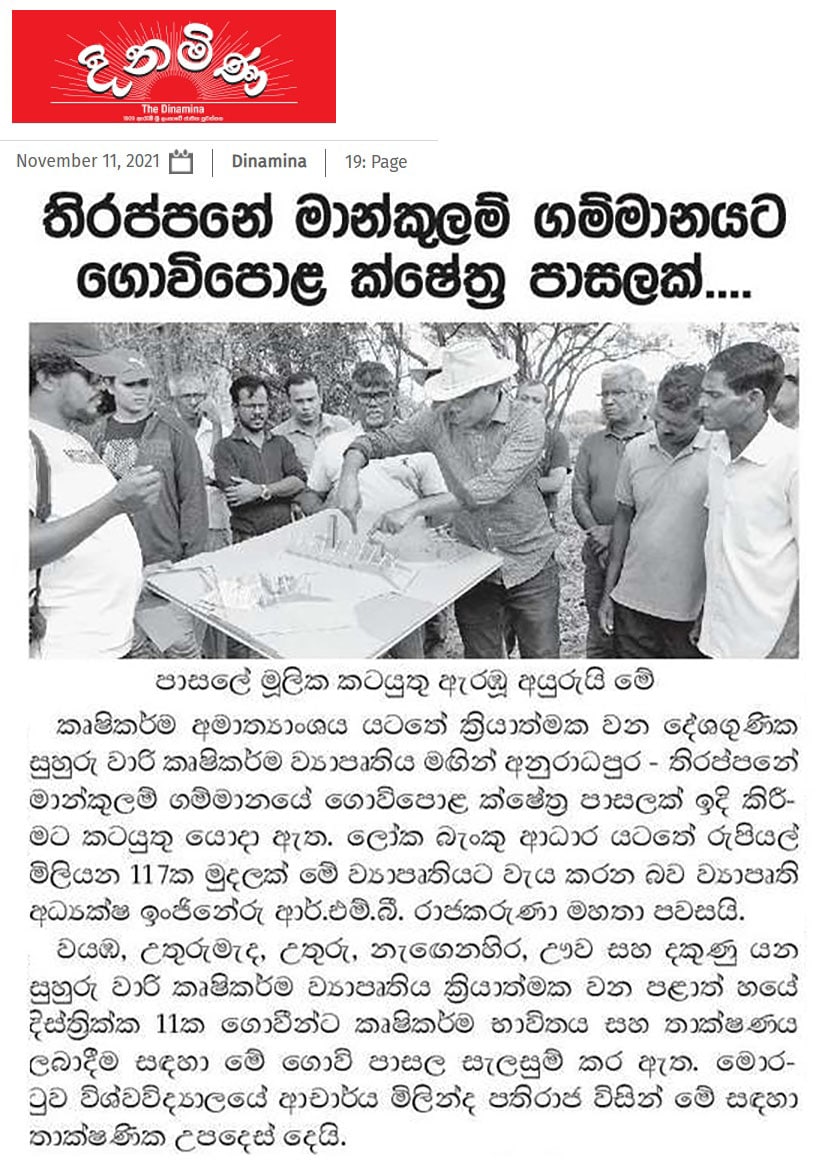 දිනමිණ
The Dinamina
November 11, 2021 Dinamina 19: Page
තිරප්පනේ මාන්කුලම් ගම්මානයට
ගොවිපොළ ක්ෂේත්‍ර පාසලක්....
පාසලේ මූලික කටයුතු ඇරඹූ අයුරුයි මේ
කෘෂිකර්ම අමාත්‍යාංශය යටතේ ක්‍රියාත්මක වන දේශගුණික
සුහුරු වාරි කෘෂිකර්ම ව්‍යාපෘතිය මඟින් අනුරාධපුර - තිරප්පනේ
මාන්කුලම් ගම්මානයේ ගොවිපොළ ක්ෂේත්‍ර පාසලක් ඉදි කිරී-
මට කටයුතු යොදා ඇත. ලෝක බැංකු ආධාර යටතේ රුපියල්
මිලියන 117ක මුදලක් මේ ව්‍යාපෘතියට වැය කරන බව ව්‍යාපෘති
අධ්‍යක්ෂ ඉංජිනේරු ආර්.එම්.බී. රාජකරුණා මහතා පවසයි.
වයඹ, උතුරුමැද, උතුරු, නැඟෙනහිර, ඌව සහ දකුණු යන
සුහුරු වාරි කෘෂිකර්ම ව්‍යාපෘතිය ක්‍රියාත්මක වන පළාත් හයේ
දිස්ත්‍රික්ක 11ක ගොවීන්ට කෘෂිකර්ම භාවිතය සහ තාක්ෂණය
ලබාදීම සඳහා මේ ගොවි පාසල සැලසුම් කර ඇත. මොර-
ටුව විශ්වවිද්‍යාලයේ ආචාර්ය මිලින්ද පතිරාජ විසින් මේ සඳහා
තාක්ෂණික උපදෙස් දෙයි.